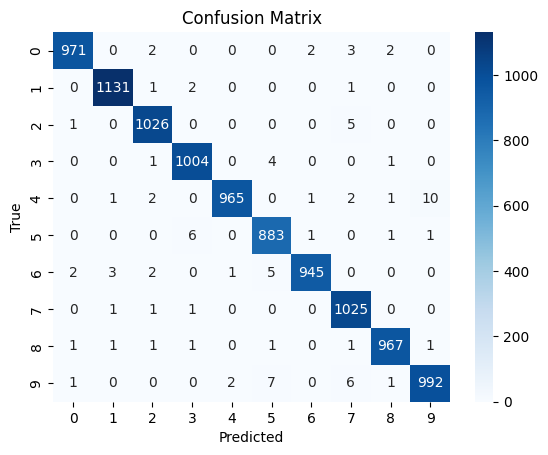 Confusion Matrix
0 971 0 2 0 0 0 2 3 2 0
1 0 1131 1 2 0 0 0 1 0 0
2 1 0 1026 0 0 0 0 5 0 0
3 0 0 1 1004 0 4 0 0 1 0
4 0 1 2 0 965 0 1 2 1 10
5 0 0 0 6 0 883 1 0 1 1
6 2 3 2 0 1 5 945 0 0 0
7 0 1 1 1 0 0 0 1025 0 0
8 1 1 1 1 0 1 0 1 967 1
9 1 0 0 0 2 7 0 6 1 992
0 1 2 3 4 5 6 7 8 9
Predicted
True
1000
800
600
400
200
0